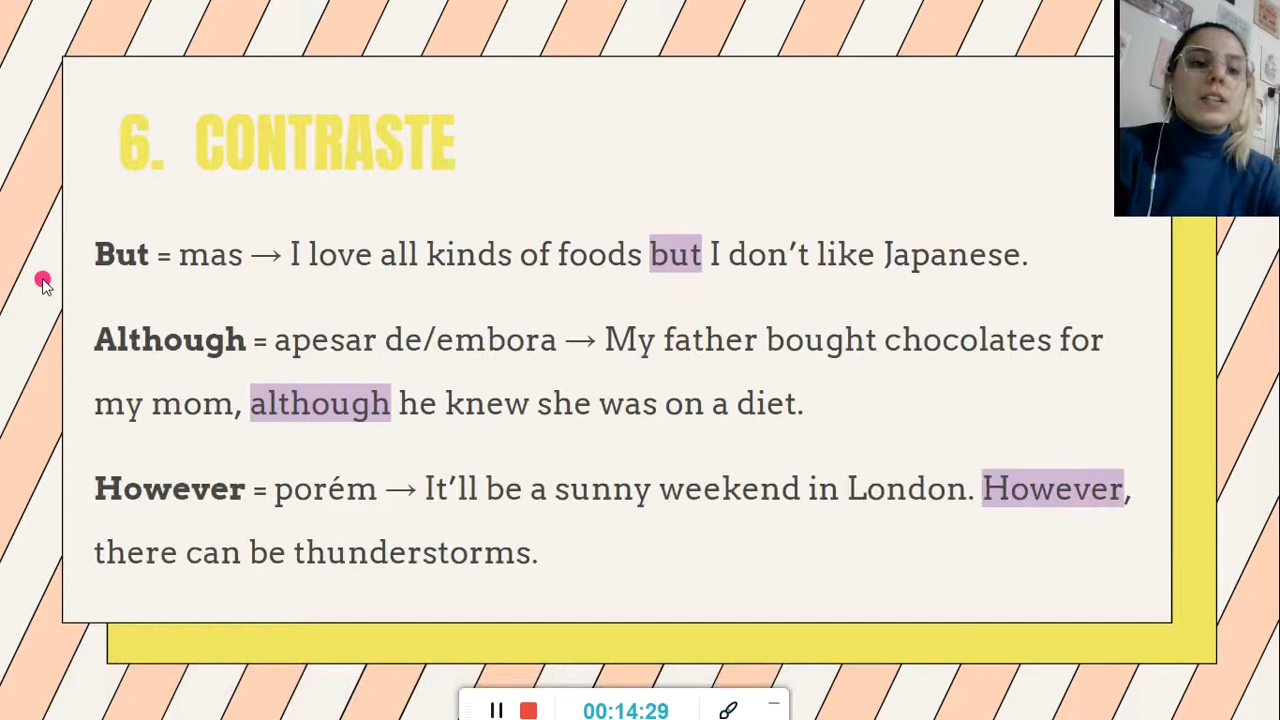 6. CONTRASTE
But = mas → I love all kinds of foods but I don’t like Japanese.
Although = apesar de/embora → My father bought chocolates for
my mom, although he knew she was on a diet.
However = porém → It’ll be a sunny weekend in London. However,
there can be thunderstorms.
00:14:29